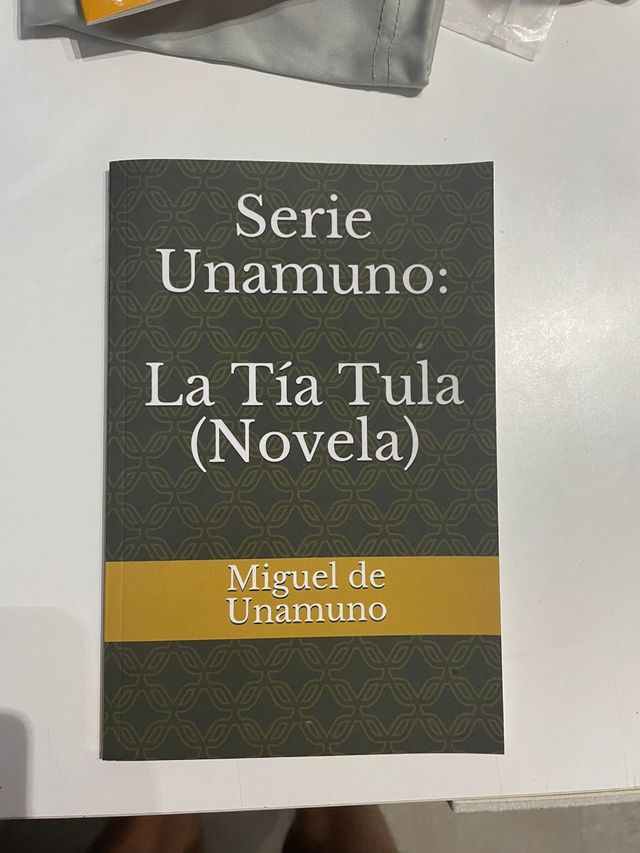 Serie
Unamuno:
La Tía Tula
(Novela)
Miguel de
Unamuno